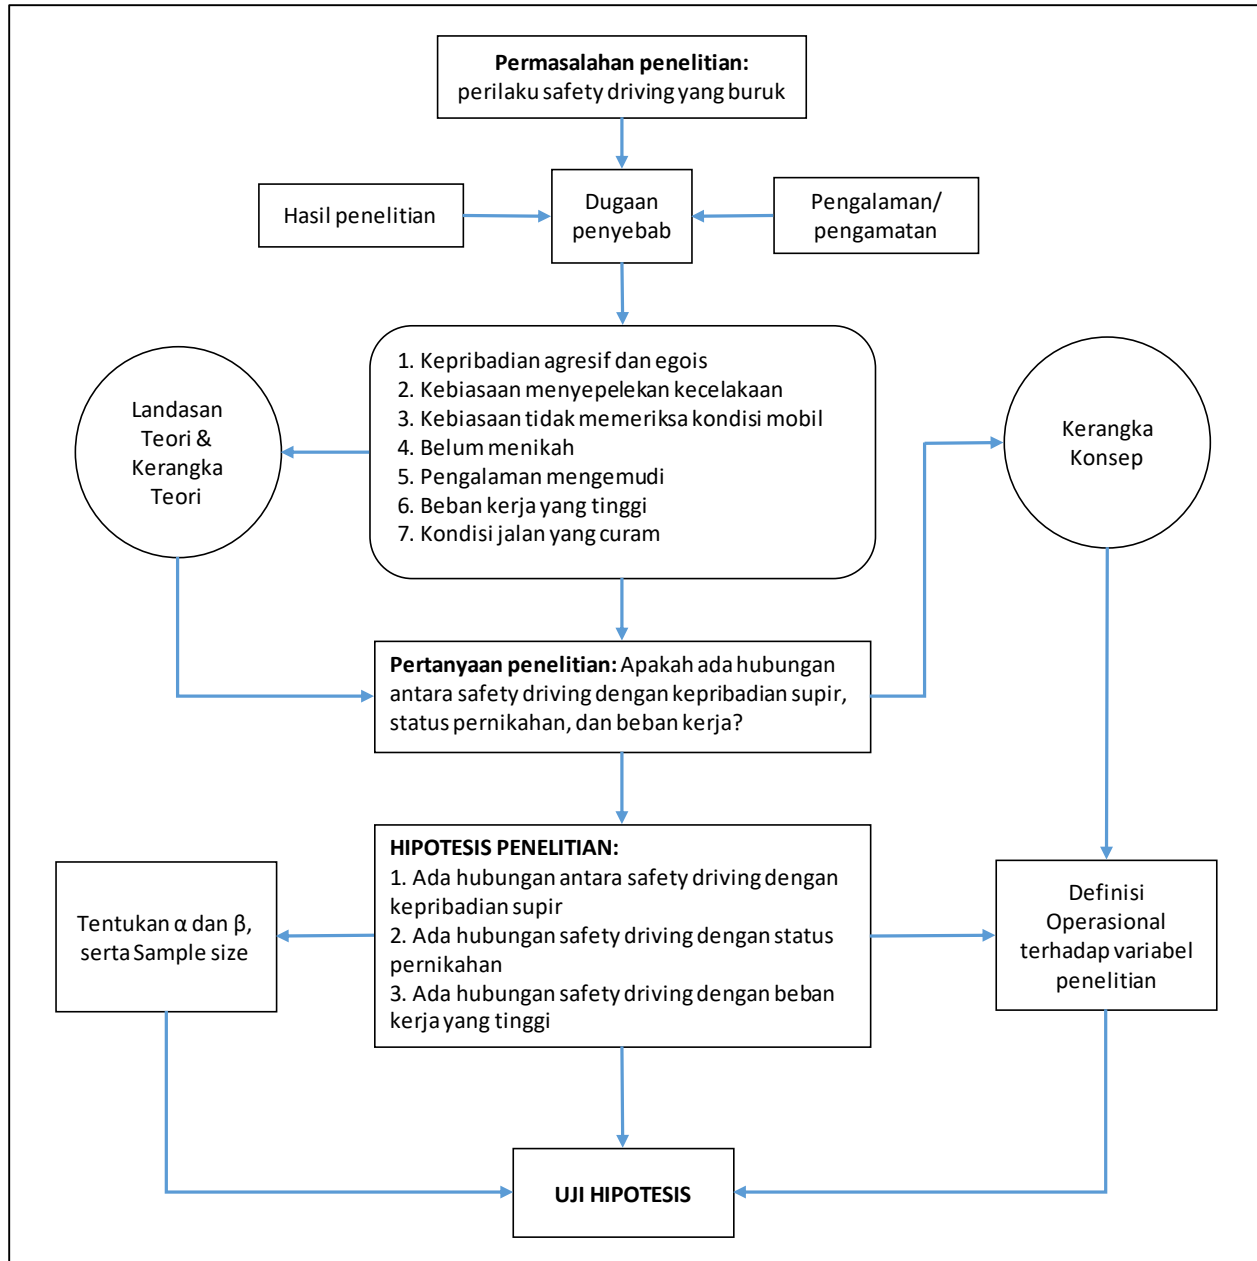 Permasalahan penelitian:
perilaku safety driving yang buruk
Hasil penelitian
Dugaan
penyebab
Pengalaman/
pengamatan
Landasan
Teori &
Kerangka
Teori
1. Kepribadian agresif dan egois
2. Kebiasaan menyepelekan kecelakaan
3. Kebiasaan tidak memeriksa kondisi mobil
4. Belum menikah
5. Pengalaman mengemudi
6. Beban kerja yang tinggi
7. Kondisi jalan yang curam
Kerangka
Konsep
Pertanyaan penelitian: Apakah ada hubungan
antara safety driving dengan kepribadian supir,
status pernikahan, dan beban kerja?
Tentukan α dan β,
serta Sample size
HIPOTESIS PENELITIAN:
1. Ada hubungan antara safety driving dengan
kepribadian supir
2. Ada hubungan safety driving dengan status
pernikahan
3. Ada hubungan safety driving dengan beban
kerja yang tinggi
Definisi
Operasional
terhadap variabel
penelitian
UJI HIPOTESIS